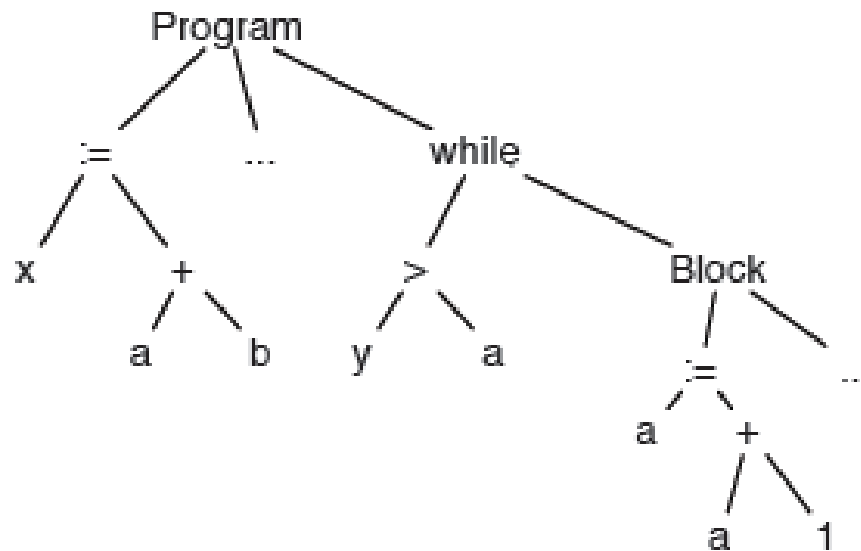 Program
:= ... while
x + > Block
a b y a
:= ..
a +
a 1